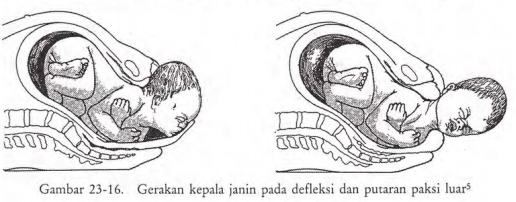 Gambar 23-16. Gerakan kepala janin pada defleksi dan putaran paksi luar⁵